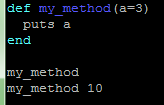 def my_method(a=3)
  puts a
end

my_method
my_method 10